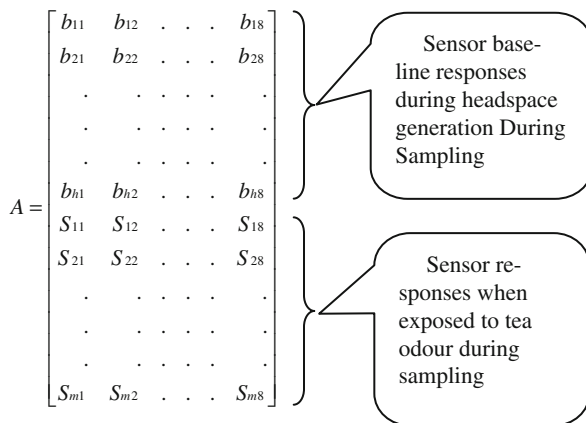 b11 b12 . . . b18
b21 b22 . . . b28
. . . . . .
. . . . . .
. . . . . .
bh1 bh2 . . . bh8
A =
S11 S12 . . . S18
S21 S22 . . . S28
. . . . . .
. . . . . .
. . . . . .
Sm1 Sm2 . . . Sm8
Sensor base-
line responses
during headspace
generation During
Sampling
Sensor re-
sponses when
exposed to tea
odour during
sampling